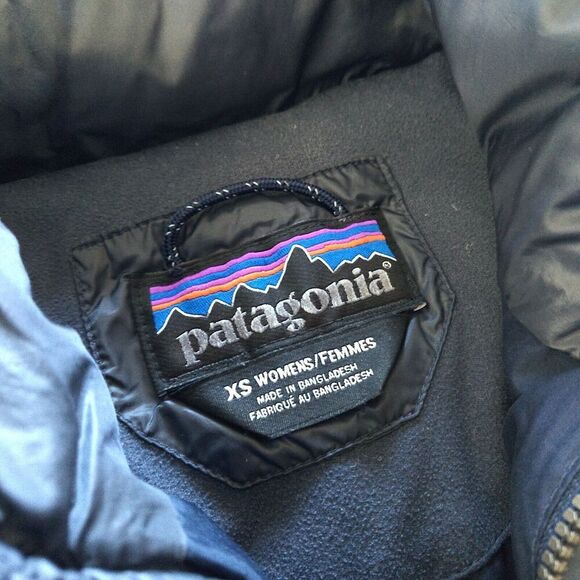 patagonia®
XS WOMENS/FEMMES
MADE IN BANGLADESH
FABRIQUÉ AU BANGLADESH